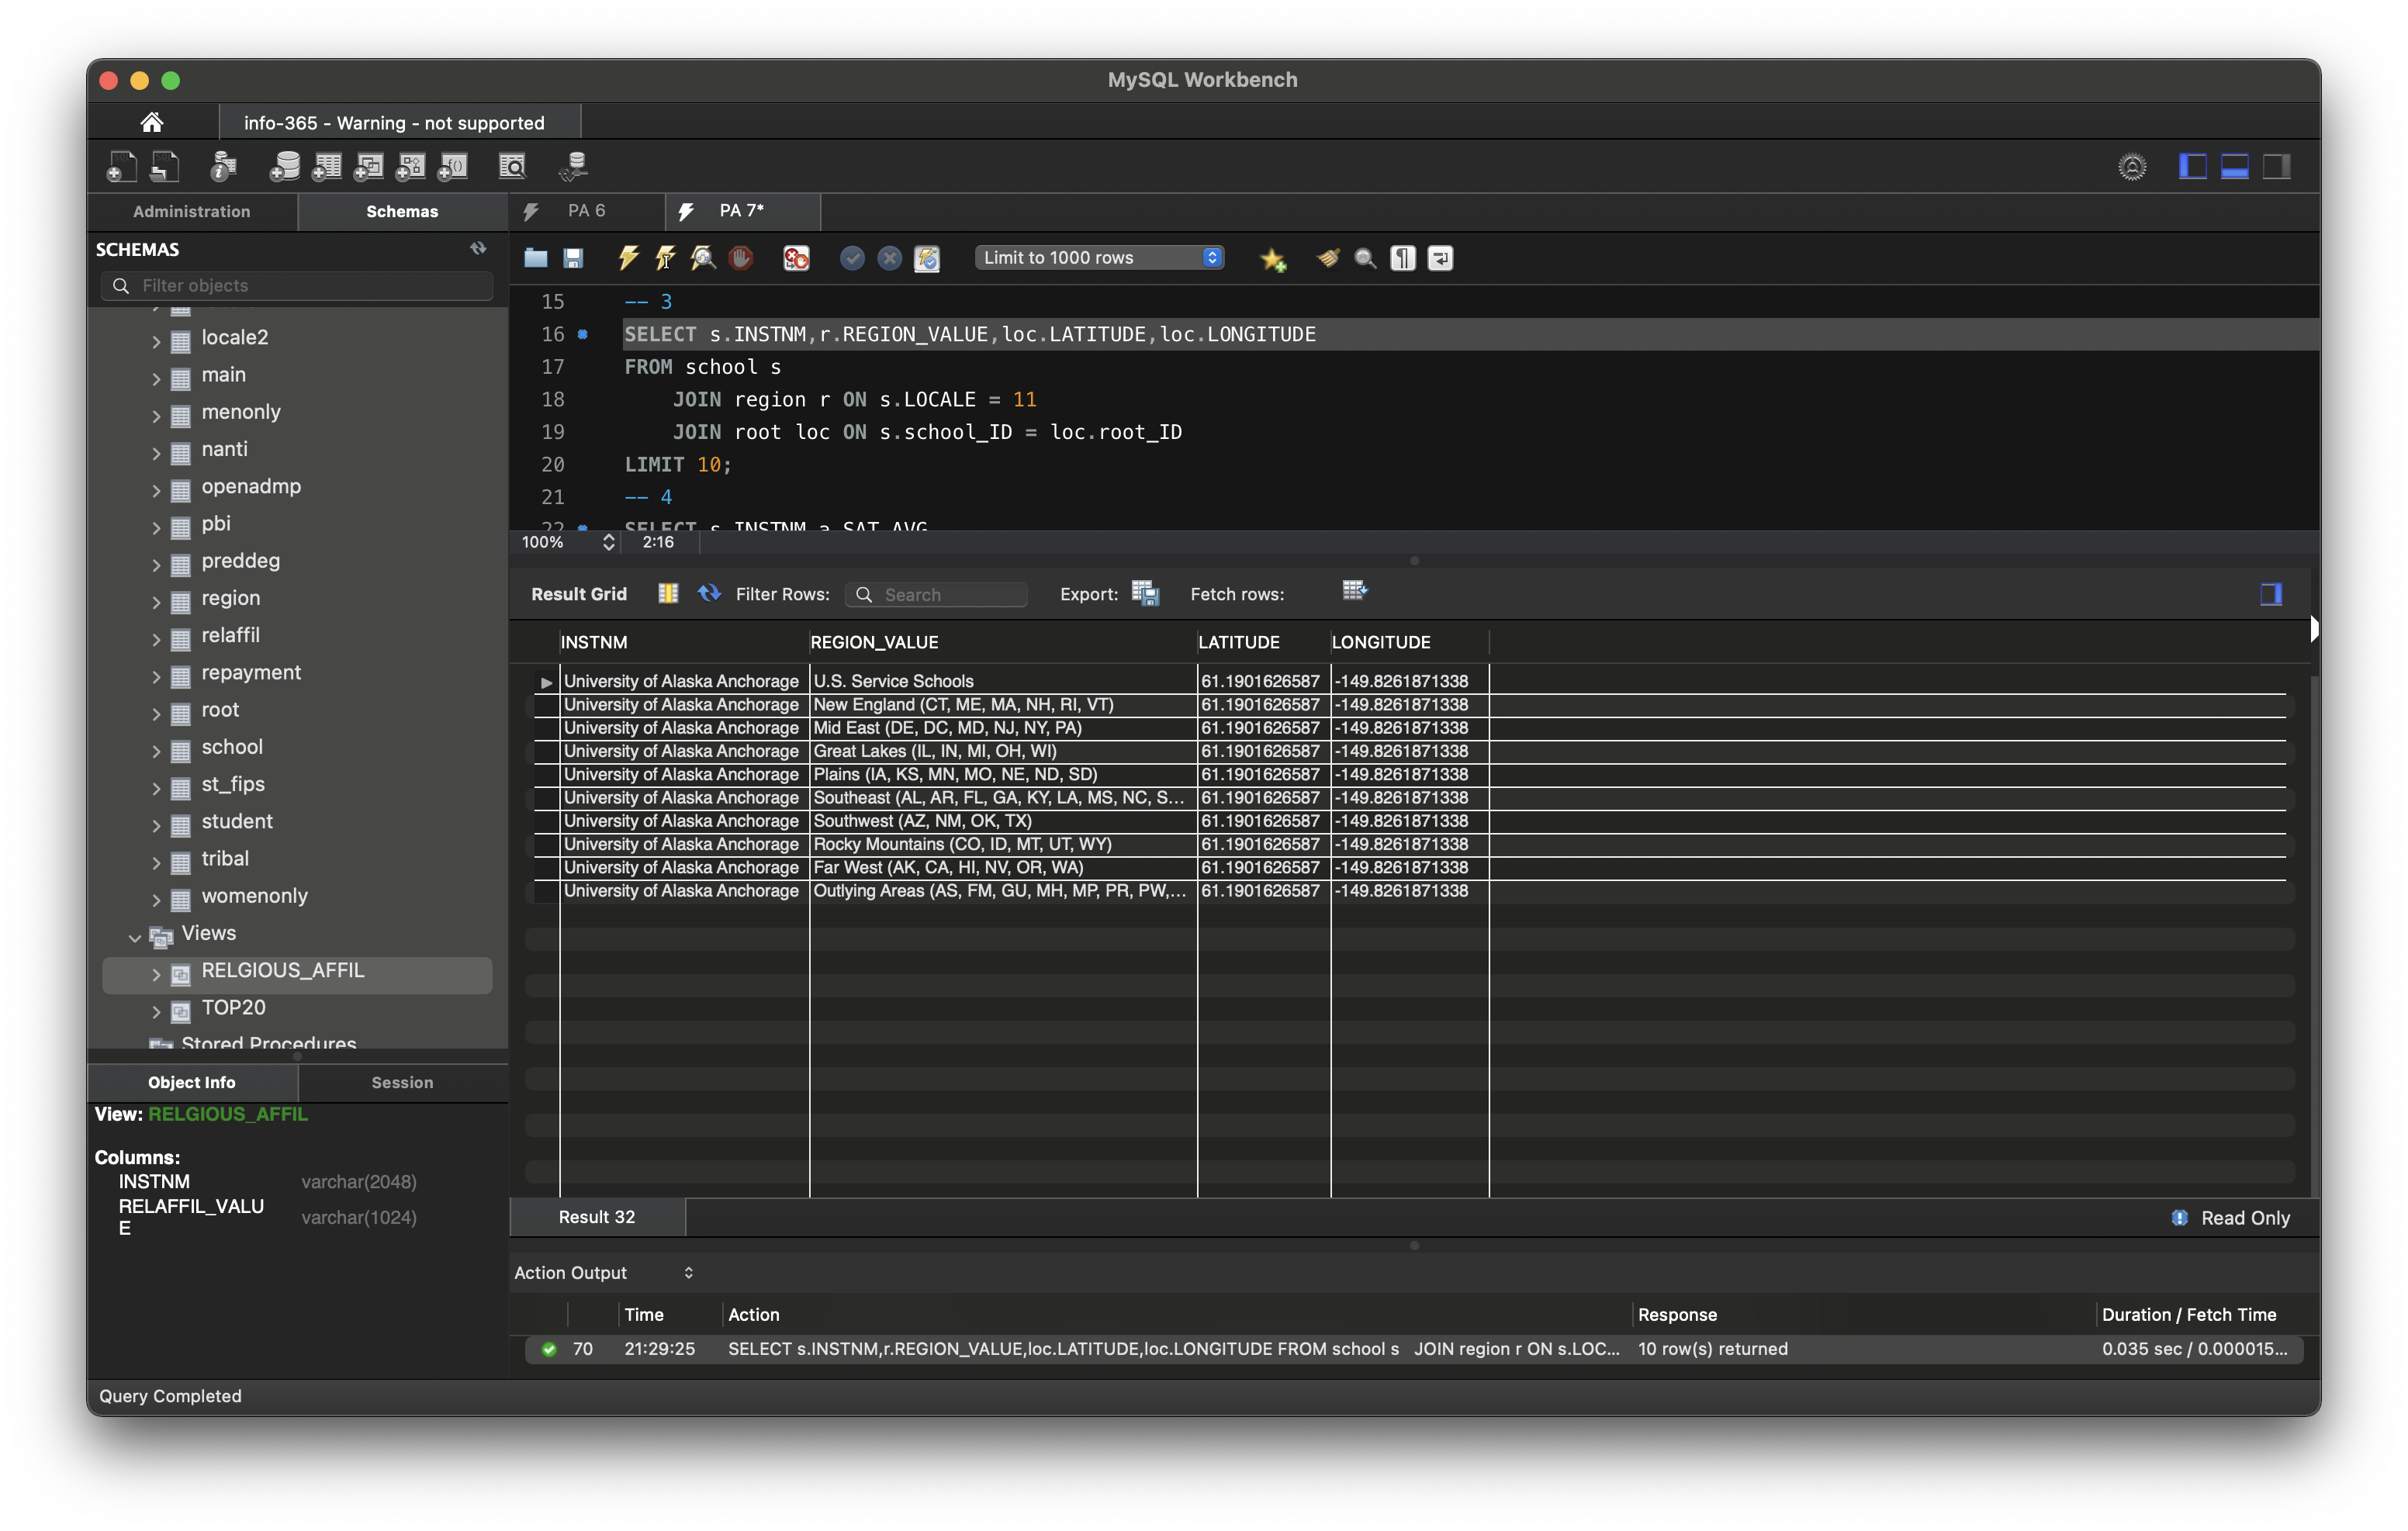 MySQL Workbench
info-365 - Warning - not supported
Administration
Schemas
PA 6
PA 7*
SCHEMAS
Filter objects
Limit to 1000 rows
locale2
main
menonly
nanti
openadmp
pbi
preddeg
region
relaffil
repayment
root
school
st_fips
student
tribal
womenonly
Views
RELGIOUS_AFFIL
TOP20
Stored Procedures
Object Info
Session
View: RELGIOUS_AFFIL
Columns:
INSTNM varchar(2048)
RELAFFIL_VALU
E varchar(1024)
15 -- 3
16 SELECT s.INSTNM,r.REGION_VALUE,loc.LATITUDE,loc.LONGITUDE
17 FROM school s
18 JOIN region r ON s.LOCALE = 11
19 JOIN root loc ON s.school_ID = loc.root_ID
20 LIMIT 10;
21 -- 4
22 SELECT s.INSTNM,a.SAT_AVG
100% 2:16
Result Grid Filter Rows: Search Export: Fetch rows:
INSTNM REGION_VALUE LATITUDE LONGITUDE
University of Alaska Anchorage U.S. Service Schools 61.1901626587 -149.8261871338
University of Alaska Anchorage New England (CT, ME, MA, NH, RI, VT) 61.1901626587 -149.8261871338
University of Alaska Anchorage Mid East (DE, DC, MD, NJ, NY, PA) 61.1901626587 -149.8261871338
University of Alaska Anchorage Great Lakes (IL, IN, MI, OH, WI) 61.1901626587 -149.8261871338
University of Alaska Anchorage Plains (IA, KS, MN, MO, NE, ND, SD) 61.1901626587 -149.8261871338
University of Alaska Anchorage Southeast (AL, AR, FL, GA, KY, LA, MS, NC, S... 61.1901626587 -149.8261871338
University of Alaska Anchorage Southwest (AZ, NM, OK, TX) 61.1901626587 -149.8261871338
University of Alaska Anchorage Rocky Mountains (CO, ID, MT, UT, WY) 61.1901626587 -149.8261871338
University of Alaska Anchorage Far West (AK, CA, HI, NV, OR, WA) 61.1901626587 -149.8261871338
University of Alaska Anchorage Outlying Areas (AS, FM, GU, MH, MP, PR, PW,... 61.1901626587 -149.8261871338
Result 32
Read Only
Action Output
Time Action Response Duration / Fetch Time
70 21:29:25 SELECT s.INSTNM,r.REGION_VALUE,loc.LATITUDE,loc.LONGITUDE FROM school s JOIN region r ON s.LOC... 10 row(s) returned 0.035 sec / 0.000015...
Query Completed